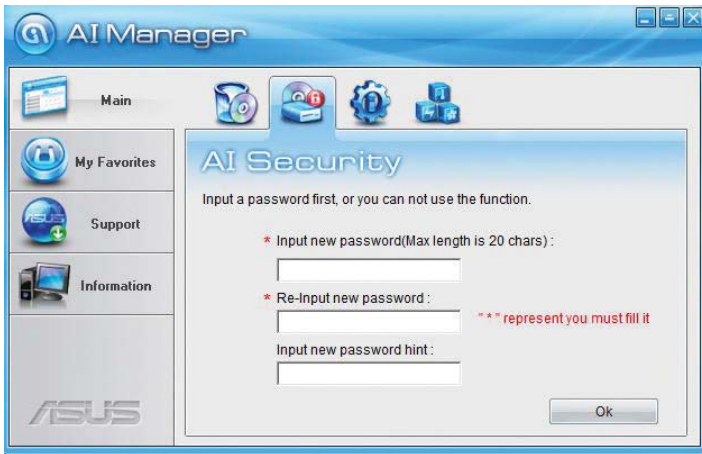 AI Manager
Main
My Favorites
ASUS
Support
Information
ASUS
AI Security
Input a password first, or you can not use the function.
* Input new password(Max length is 20 chars) :
* Re-Input new password :
" * " represent you must fill it
Input new password hint :
Ok